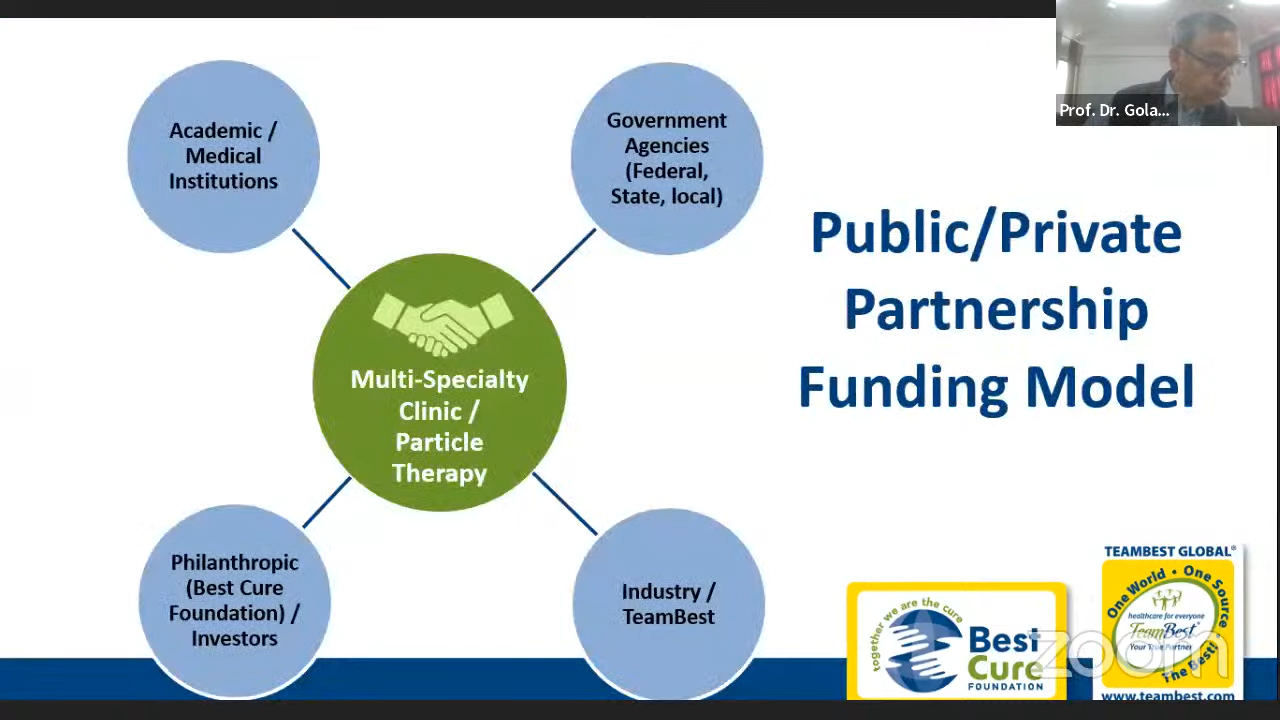 Prof. Dr. Gola...
Academic /
Medical
Institutions
Government
Agencies
(Federal,
State, local)
Public/Private
Partnership
Funding Model
Multi-Specialty
Clinic /
Particle
Therapy
Philanthropic
(Best Cure
Foundation) /
Investors
Industry /
TeamBest
together we are the cure
Best
Cure
FOUNDATION
TEAMBEST GLOBAL®
One World • One Source
healthcare for everyone
TeamBest®
Your True Partner
The Best!
www.teambest.com
zoom